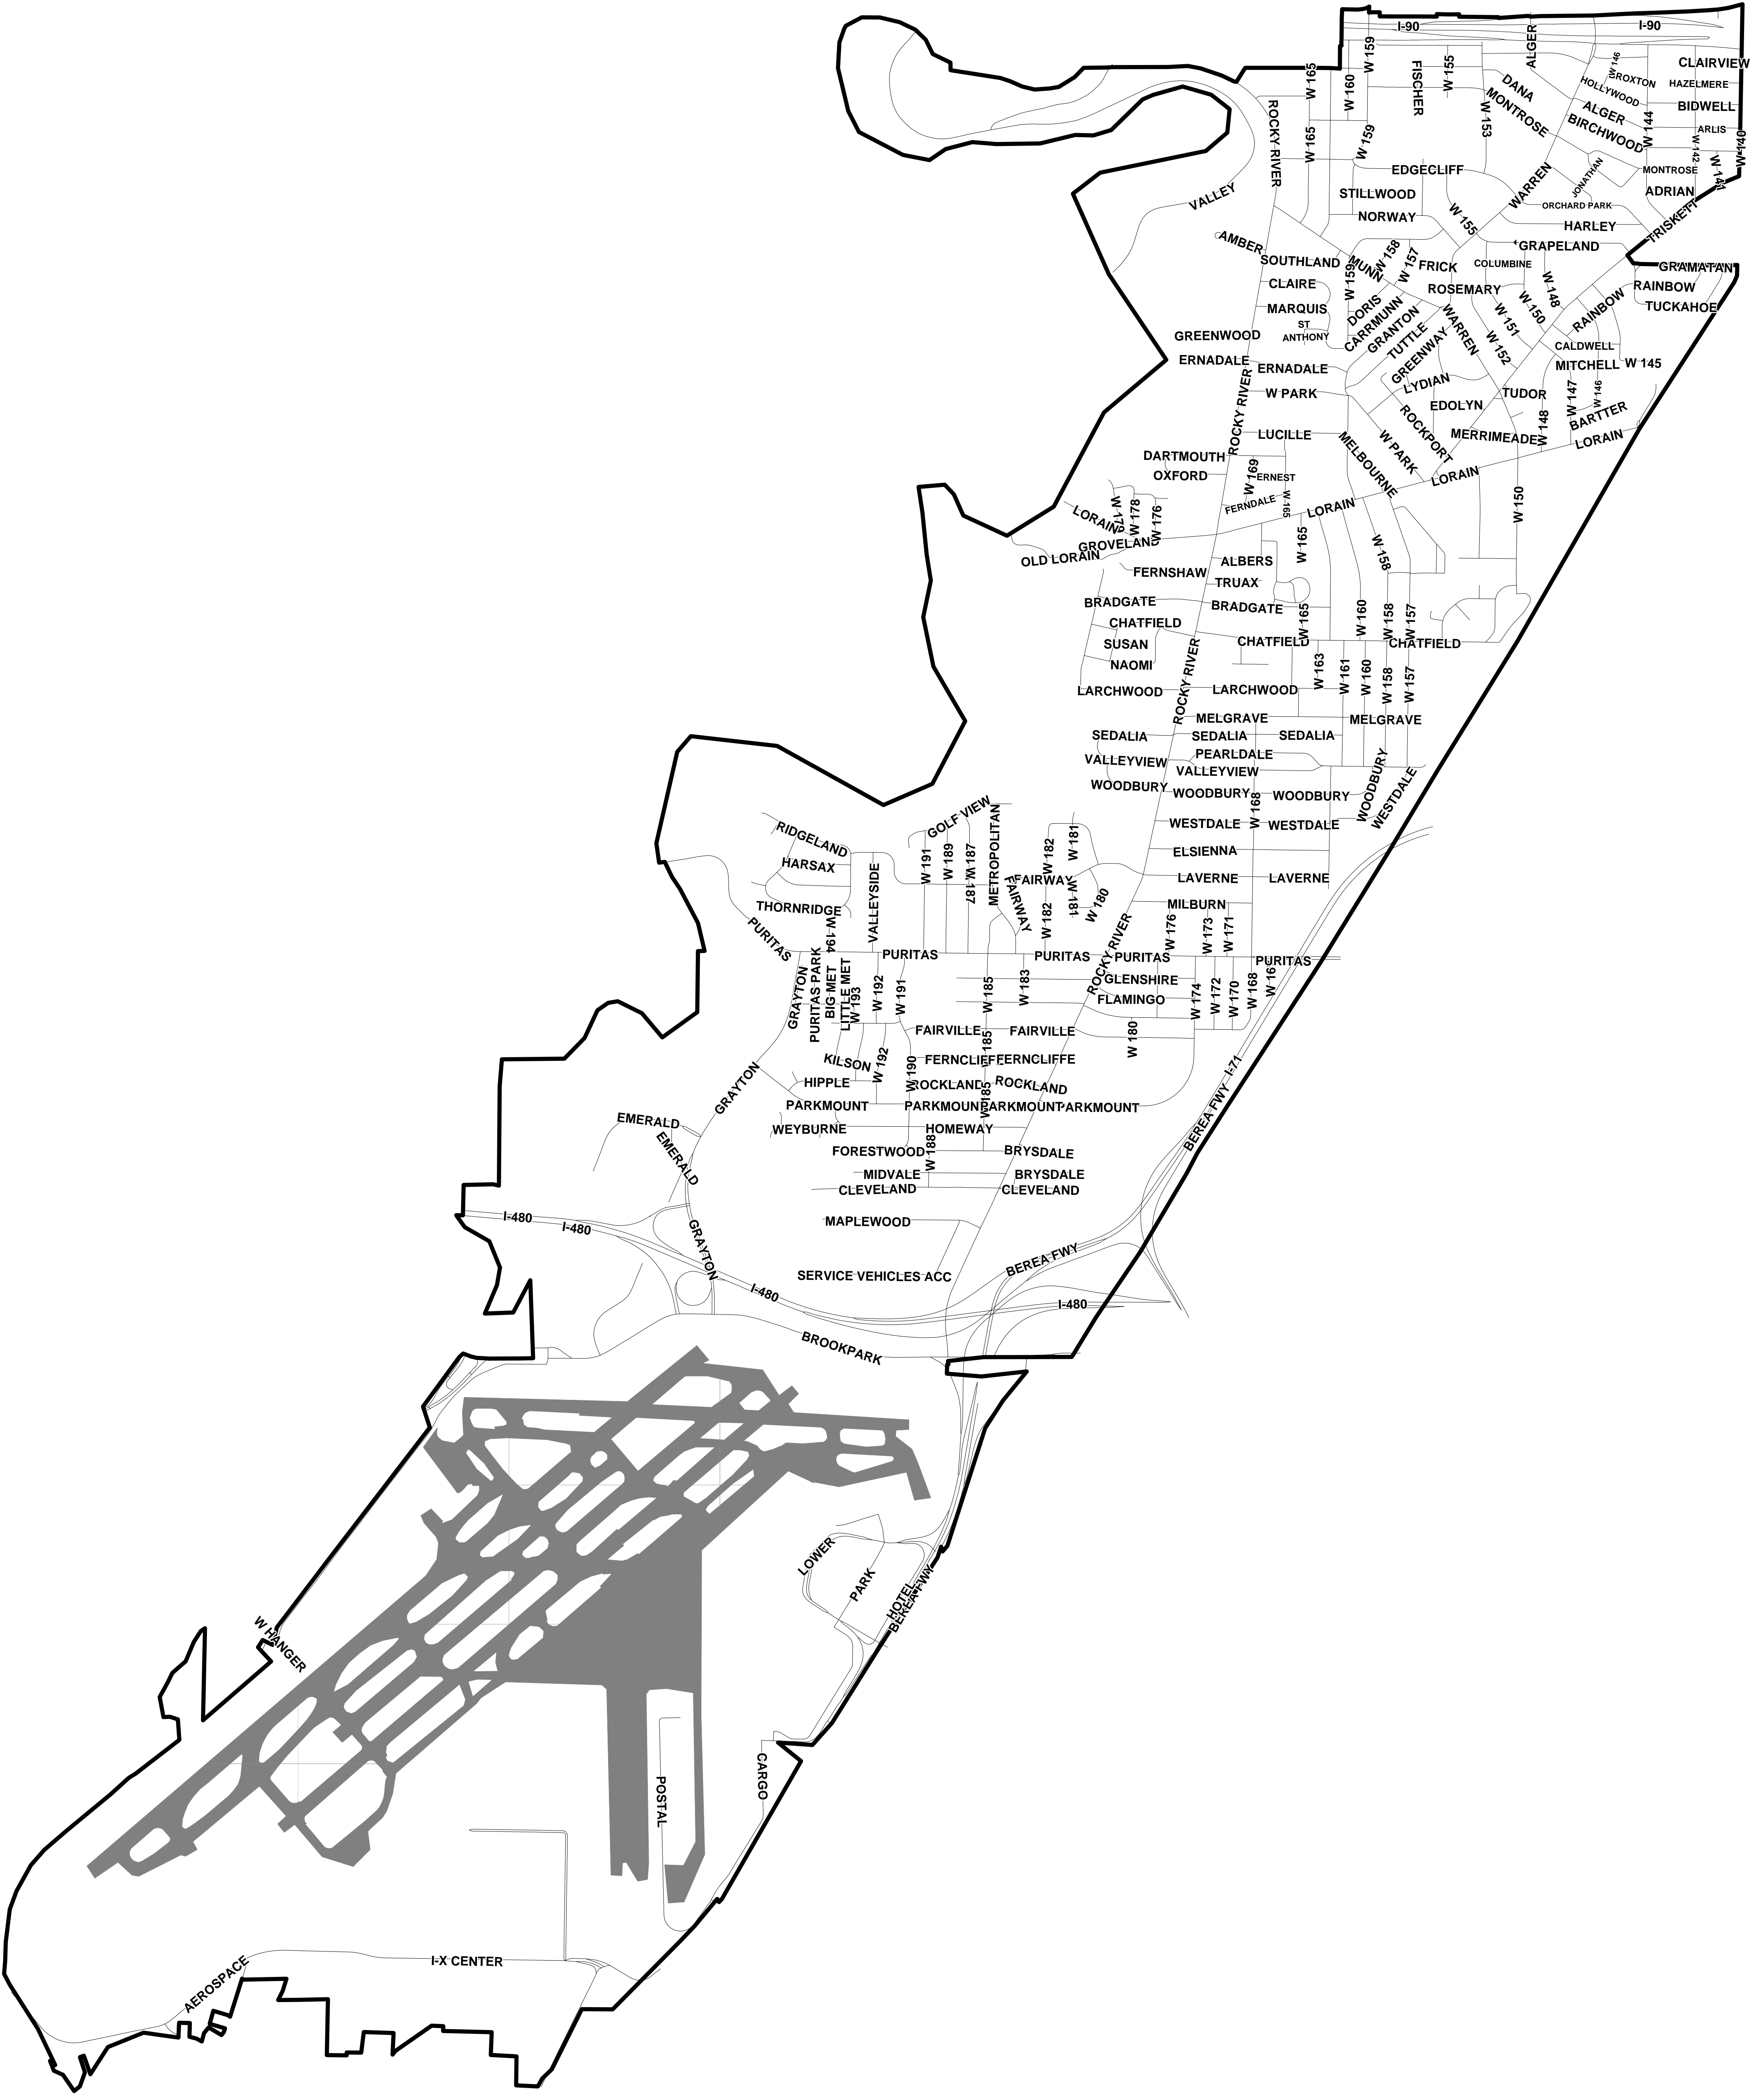 I-90
I-90
ALGER
W 159
W 155
W 146
CLAIRVIEW
W 165
W 160
FISCHER
DANA
HOLLYWOOD
BROXTON
HAZELMERE
MONTROSE
ALGER
BIDWELL
ROCKY RIVER
W 153
BIRCHWOOD
W 144
ARLIS
W 165
W 159
W 142
W 140
EDGECLIFF
WARREN
JONATHAN
MONTROSE
W 141
VALLEY
STILLWOOD
ADRIAN
ORCHARD PARK
NORWAY
W 155
HARLEY
TRISKETT
AMBER
SOUTHLAND
MUNN
W 158
W 157
FRICK
COLUMBINE
GRAPELAND
GRAMATAN
CLAIRE
W 159
ROSEMARY
W 148
RAINBOW
MARQUIS
DORIS
W 150
RAINBOW
TUCKAHOE
ST
ANTHONY
CARRMUNN
GRANTON
WARREN
W 151
GREENWOOD
TUTTLE
W 152
CALDWELL
ERNADALE
ERNADALE
GREENWAY
MITCHELL
W 145
ROCKY RIVER
W PARK
LYDIAN
TUDOR
W 147
W 146
EDOLYN
BARTTER
LUCILLE
MELBOURNE
W PARK
ROCKPORT
MERRIMEADE
W 148
LORAIN
DARTMOUTH
OXFORD
W 169
ERNEST
LORAIN
FERNDALE
W 165
LORAIN
W 150
LORAIN
W 179
W 178
W 176
GROVELAND
OLD LORAIN
W 165
W 158
FERNSHAW
ALBERS
TRUAX
BRADGATE
BRADGATE
W 165
W 160
W 158
W 157
CHATFIELD
CHATFIELD
CHATFIELD
SUSAN
NAOMI
ROCKY RIVER
W 163
W 161
W 160
W 158
W 157
LARCHWOOD
LARCHWOOD
MELGRAVE
MELGRAVE
SEDALIA
SEDALIA
SEDALIA
PEARLDALE
VALLEYVIEW
VALLEYVIEW
WOODBURY
WOODBURY
WOODBURY
WOODBURY
WESTDALE
W 168
WESTDALE
WESTDALE
GOLF VIEW
METROPOLITAN
RIDGELAND
HARSAX
VALLEYSIDE
W 191
W 189
W 187
W 187
W 182
W 181
ELSIENNA
FAIRWAY
FAIRWAY
LAVERNE
LAVERNE
THORNRIDGE
W 194
W 182
W 181
W 180
MILBURN
W 176
W 173
W 171
PURITAS
PURITAS
PURITAS
PURITAS
PURITAS
ROCKY RIVER
GRAYTON
PURITAS PARK
BIG MET
LITTLE MET
W 193
W 192
W 191
W 185
W 183
GLENSHIRE
FLAMINGO
W 174
W 172
W 170
W 168
FAIRVILLE
FAIRVILLE
W 180
W 185
KILSON
W 192
W 190
FERNCLIFFE
FERNCLIFFE
HIPPLE
ROCKLAND
ROCKLAND
GRAYTON
W 185
PARKMOUNT
PARKMOUNT
PARKMOUNT
PARKMOUNT
I-71
BEREA FWY
EMERALD
WEYBURNE
HOMEWAY
EMERALD
FORESTWOOD
W 188
BRYSDALE
MIDVALE
BRYSDALE
CLEVELAND
CLEVELAND
I-480
I-480
GRAYTON
MAPLEWOOD
BEREA FWY
SERVICE VEHICLES ACC
I-480
I-480
BROOKPARK
LOWER
PARK
HOTEL
BEREA FWY
W HANGER
CARGO
POSTAL
AEROSPACE
I-X CENTER